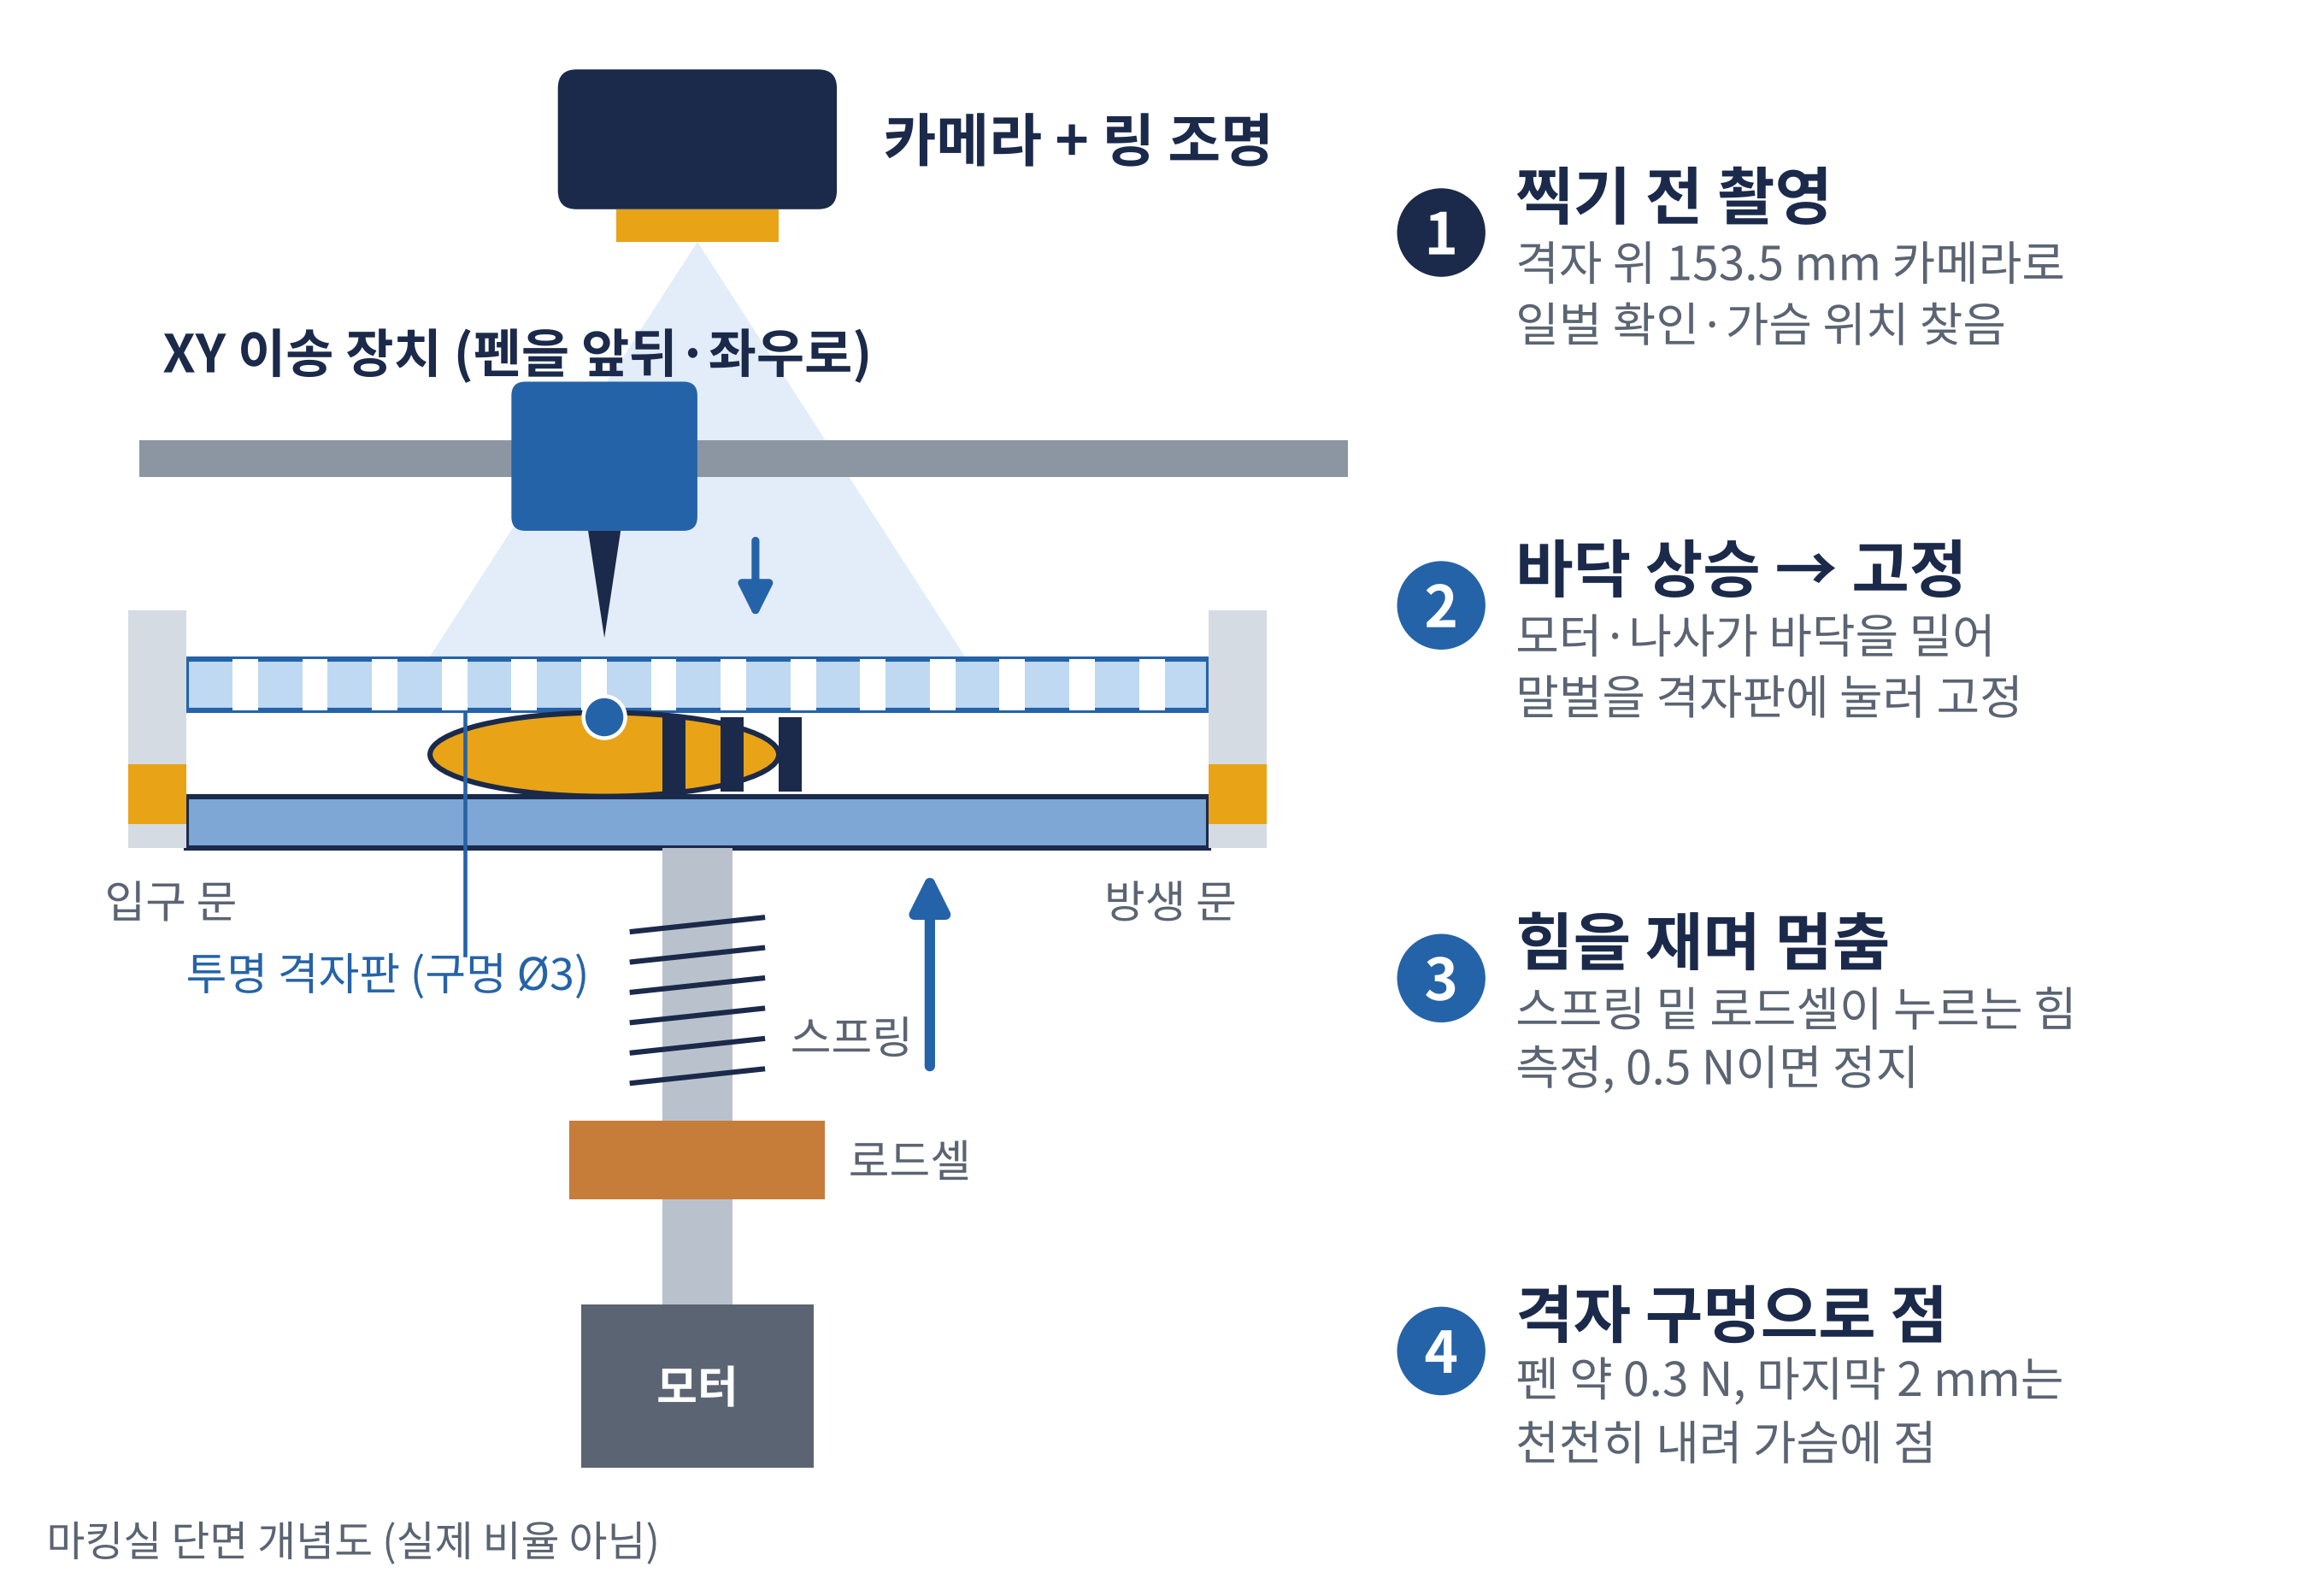 카메라 + 링 조명
XY 이송 장치 (펜을 앞뒤·좌우로)
입구 문
방생 문
투명 격자판 (구멍 Ø3)
스프링
로드셀
모터
마킹실 단면 개념도 (실제 비율 아님)
1
찍기 전 촬영
격자 위 153.5 mm 카메라로
일벌 확인·가슴 위치 찾음
2
바닥 상승 → 고정
모터·나사가 바닥을 밀어
말벌을 격자판에 눌러 고정
3
힘을 재며 멈춤
스프링 밑 로드셀이 누르는 힘
측정, 0.5 N이면 정지
4
격자 구멍으로 점
펜 약 0.3 N, 마지막 2 mm는
천천히 내려 가슴에 점